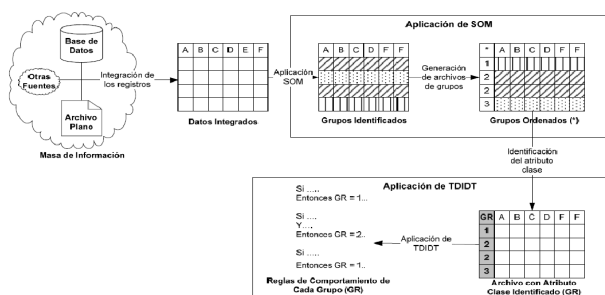 Aplicación de SOM
Base de
Datos
Otras
Fuentes
Archivo
Plano
Masa de Información
Integración de
los registros
A B C D E F
Datos Integrados
Aplicación
SOM
A B C D F F
Grupos Identificados
Generación
de archivos
de grupos
* A B C D F F
1
2
2
3
Grupos Ordenados (*)
Identificación
del atributo
clase
Aplicación de TDIDT
Si .....
Entonces GR = 1...
Si ....
Y....
Entonces GR = 2..
Si .....
Entonces GR = 1..
Reglas de Comportamiento de
Cada Grupo (GR)
Aplicación de
TDIDT
GR A B C D F F
1
2
2
3
Archivo con Atributo
Clase Identificado (GR)